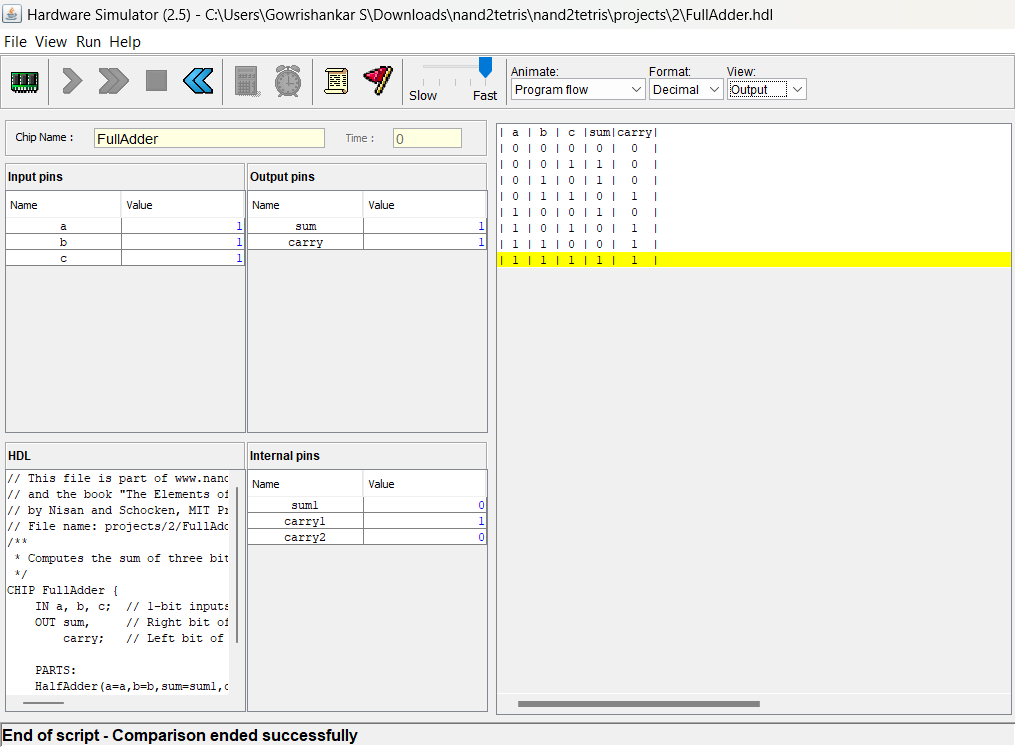 Hardware Simulator (2.5) - C:\Users\Gowrishankar S\Downloads\nand2tetris\nand2tetris\projects\2\FullAdder.hdl
File View Run Help
Slow Fast
Animate: Format: View:
Program flow Decimal Output
Chip Name : FullAdder Time : 0
Input pins
Name Value
a 1
b 1
c 1
Output pins
Name Value
sum 1
carry 1
HDL
// This file is part of www.nand
// and the book "The Elements of
// by Nisan and Schocken, MIT Pr
// File name: projects/2/FullAdd
/**
* Computes the sum of three bit
*/
CHIP FullAdder {
IN a, b, c; // 1-bit inputs
OUT sum, // Right bit of
carry; // Left bit of
PARTS:
HalfAdder(a=a,b=b,sum=sum1,c
Internal pins
Name Value
sum1 0
carry1 1
carry2 0
| a | b | c |sum|carry|
| 0 | 0 | 0 | 0 | 0 |
| 0 | 0 | 1 | 1 | 0 |
| 0 | 1 | 0 | 1 | 0 |
| 0 | 1 | 1 | 0 | 1 |
| 1 | 0 | 0 | 1 | 0 |
| 1 | 0 | 1 | 0 | 1 |
| 1 | 1 | 0 | 0 | 1 |
| 1 | 1 | 1 | 1 | 1 |
End of script - Comparison ended successfully